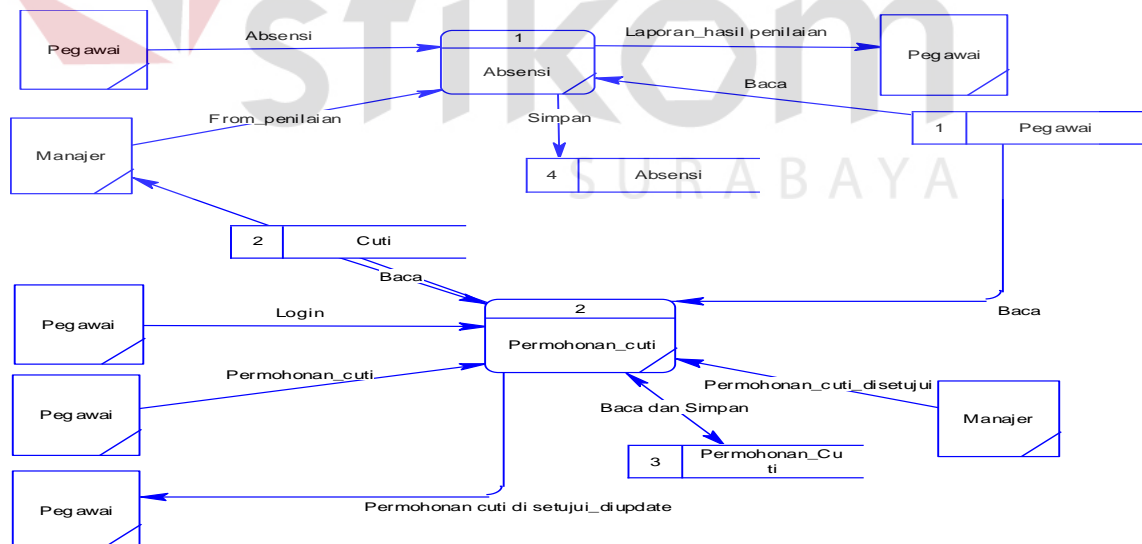 stikom
SURABAYA
Pegawai
Absensi
1
Absensi
Laporan_hasil penilaian
Pegawai
Baca
1
Pegawai
Manajer
From_penilaian
Simpan
4
Absensi
2
Cuti
Baca
Pegawai
Login
2
Permohonan_cuti
Baca
Pegawai
Permohonan_cuti
Permohonan_cuti_disetujui
Manajer
Baca dan Simpan
3
Permohonan_Cu
ti
Pegawai
Permohonan cuti di setujui_diupdate